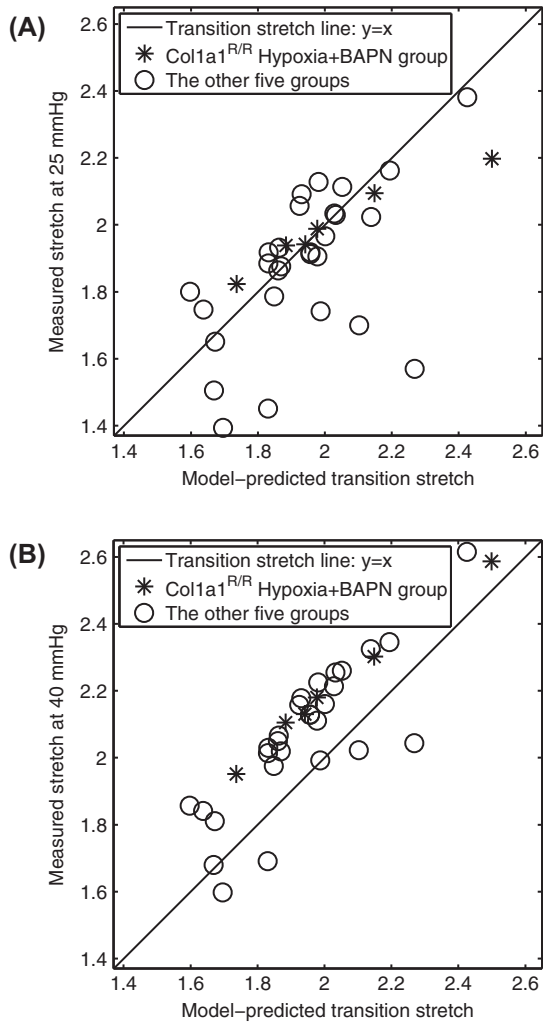 (A)
Transition stretch line: y=x
Col1a1R/R Hypoxia+BAPN group
The other five groups
Measured stretch at 25 mmHg
2.6
2.4
2.2
2
1.8
1.6
1.4
1.4 1.6 1.8 2 2.2 2.4 2.6
Model−predicted transition stretch
(B)
Transition stretch line: y=x
Col1a1R/R Hypoxia+BAPN group
The other five groups
Measured stretch at 40 mmHg
2.6
2.4
2.2
2
1.8
1.6
1.4
1.4 1.6 1.8 2 2.2 2.4 2.6
Model−predicted transition stretch